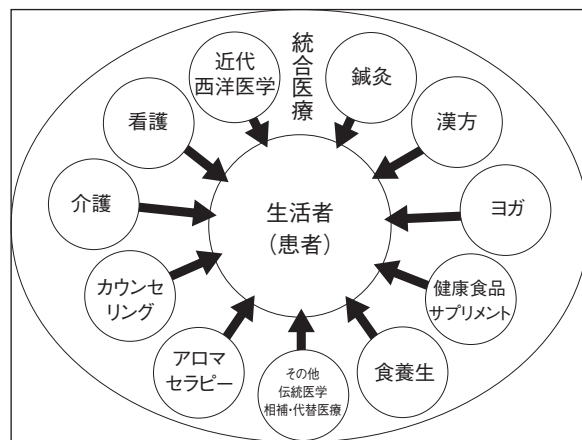 統合医療
近代
西洋医学
鍼灸
漢方
ヨガ
健康食品
サプリメント
食養生
その他
伝統医学
相補・代替医療
アロマ
セラピー
カウンセ
リング
介護
看護
生活者
(患者)